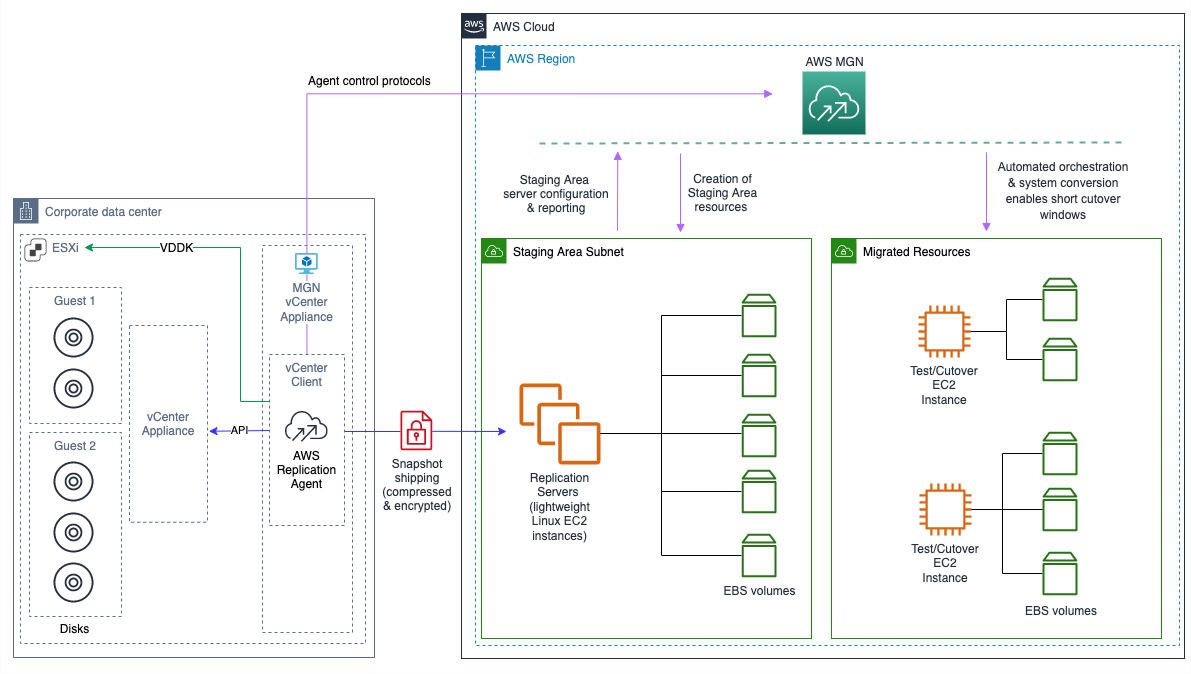 aws
AWS Cloud
AWS Region
AWS MGN
Agent control protocols
Staging Area
server configuration
& reporting
Creation of
Staging Area
resources
Automated orchestration
& system conversion
enables short cutover
windows
Corporate data center
ESXi
VDDK
MGN
vCenter
Appliance
Guest 1
vCenter
Client
vCenter
Appliance
API
AWS
Replication
Agent
Guest 2
Disks
Snapshot
shipping
(compressed
& encrypted)
Staging Area Subnet
Replication
Servers
(lightweight
Linux EC2
instances)
EBS volumes
Migrated Resources
Test/Cutover
EC2
Instance
Test/Cutover
EC2
Instance
EBS volumes